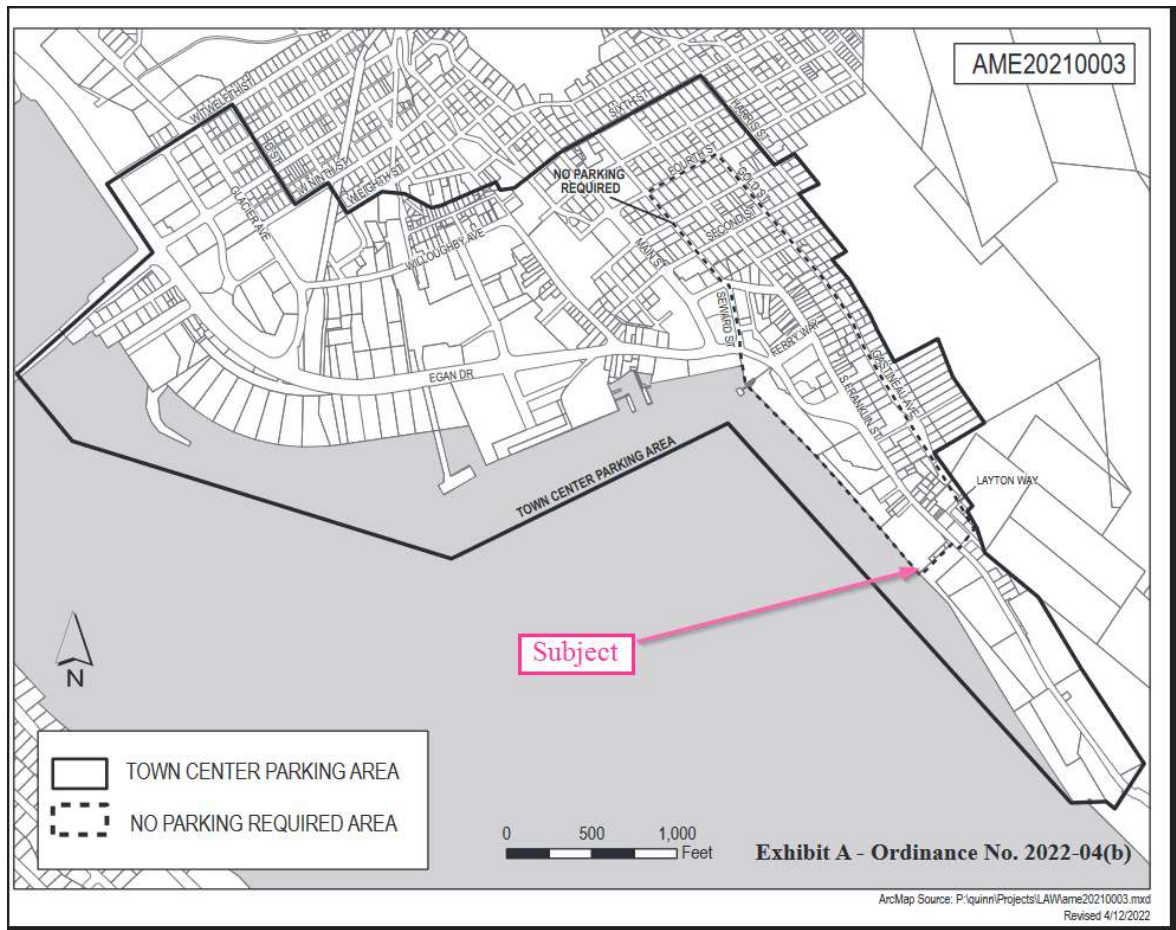 AME20210003
W TWELFTH ST
D ST
W NINTH ST
W EIGHTH ST
GLACIER AVE
WILLOUGHBY AVE
EGAN DR
SIXTH ST
HARRIS ST
FOURTH ST
GOLD ST
NO PARKING
REQUIRED
SECOND ST
MAIN ST
SEWARD ST
FERRY WAY
S FRANKLIN ST
GASTINEAU AVE
LAYTON WAY
TOWN CENTER PARKING AREA
Subject
N
TOWN CENTER PARKING AREA
NO PARKING REQUIRED AREA
0 500 1,000
Feet
Exhibit A - Ordinance No. 2022-04(b)
ArcMap Source: P:\quinn\Projects\LAW\ame20210003.mxd
Revised 4/12/2022